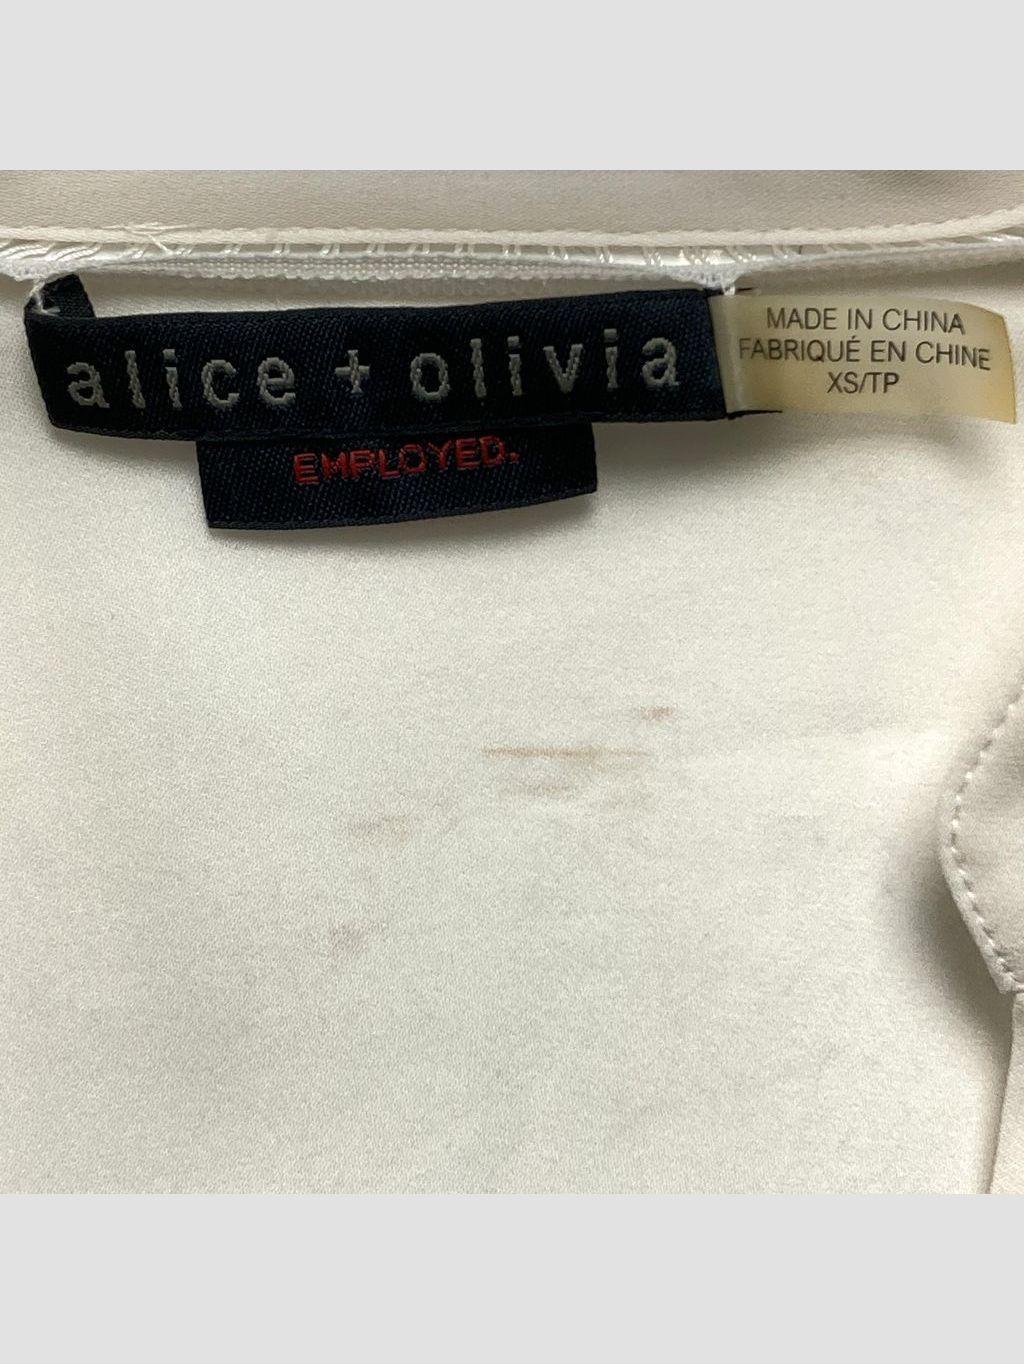 alice + olivia
EMPLOYED.
MADE IN CHINA
FABRIQUÉ EN CHINE
XS/TP